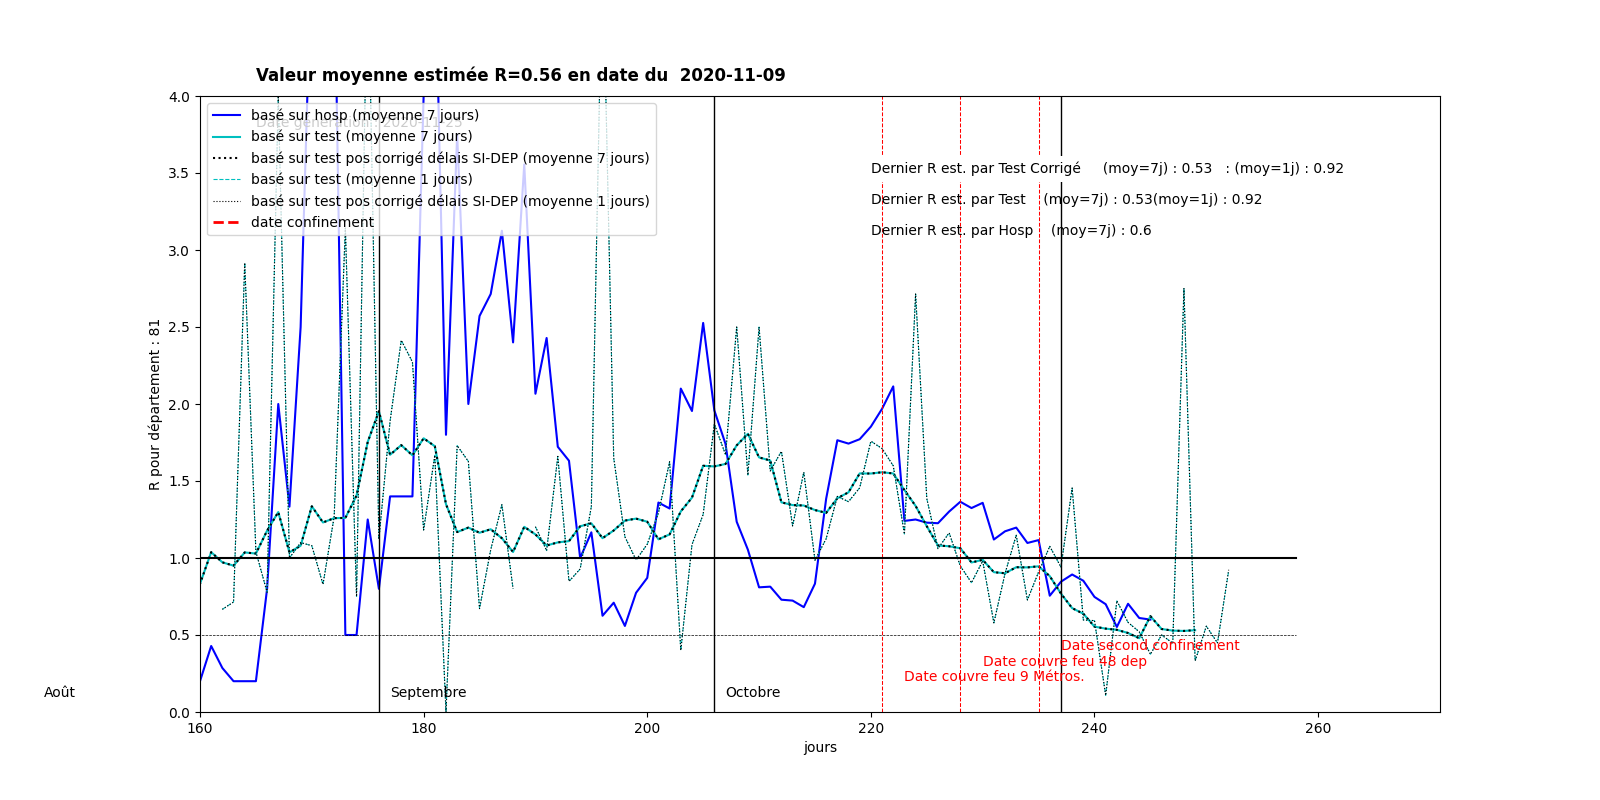 Valeur moyenne estimée R=0.56 en date du  2020-11-09
4.0
3.5
3.0
2.5
2.0
1.5
1.0
0.5
0.0
R pour département : 81
basé sur hosp (moyenne 7 jours)
basé sur test (moyenne 7 jours)
basé sur test pos corrigé délais SI-DEP (moyenne 7 jours)
basé sur test (moyenne 1 jours)
basé sur test pos corrigé délais SI-DEP (moyenne 1 jours)
date confinement
Dernier R est. par Test Corrigé     (moy=7j) : 0.53   : (moy=1j) : 0.92
Dernier R est. par Test    (moy=7j) : 0.53(moy=1j) : 0.92
Dernier R est. par Hosp    (moy=7j) : 0.6
Date second confinement
Date couvre feu 48 dep
Date couvre feu 9 Métros.
Août
Septembre
Octobre
160
180
200
220
240
260
jours